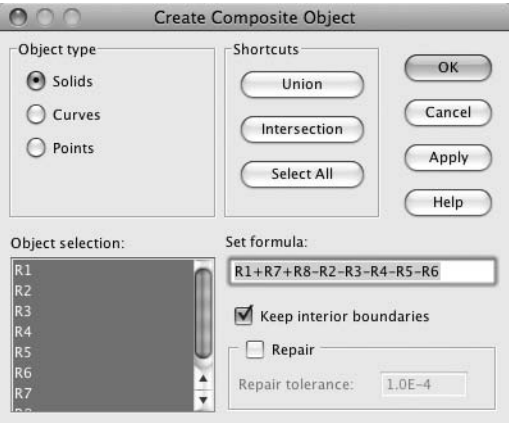 Create Composite Object
Object type
Solids
Curves
Points
Shortcuts
Union
Intersection
Select All
OK
Cancel
Apply
Help
Object selection:
R1
R2
R3
R4
R5
R6
R7
Set formula:
R1+R7+R8-R2-R3-R4-R5-R6
Keep interior boundaries
Repair
Repair tolerance:
1.0E-4